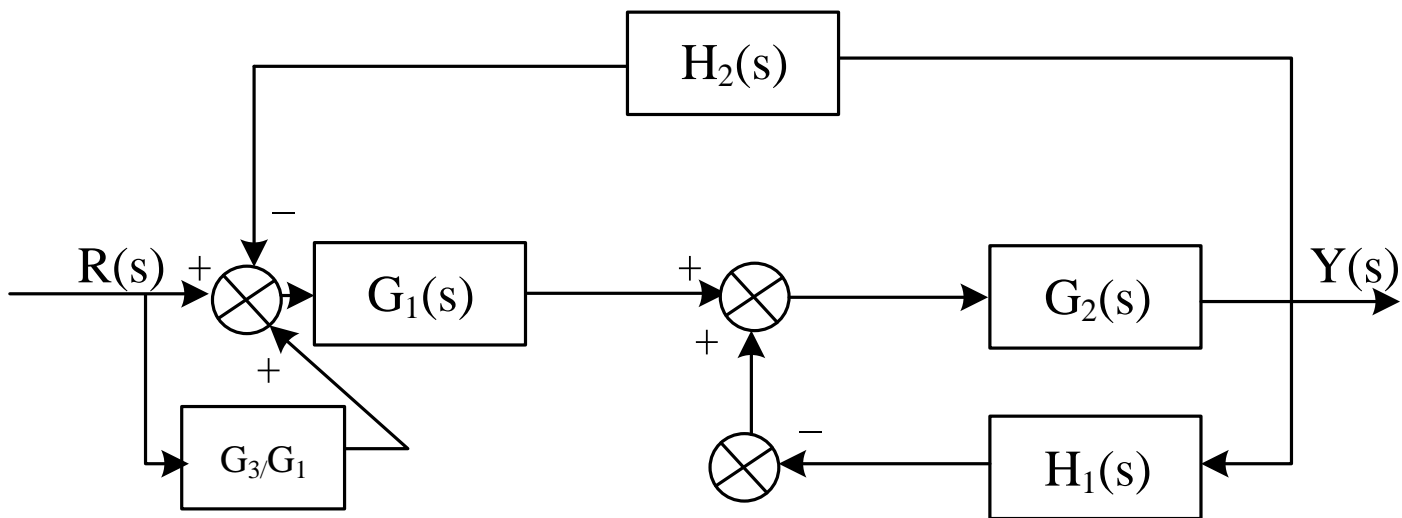 H₂(s)
−
R(s) + G₁(s) + G₂(s) Y(s)
+ +
G₃/G₁ − H₁(s)